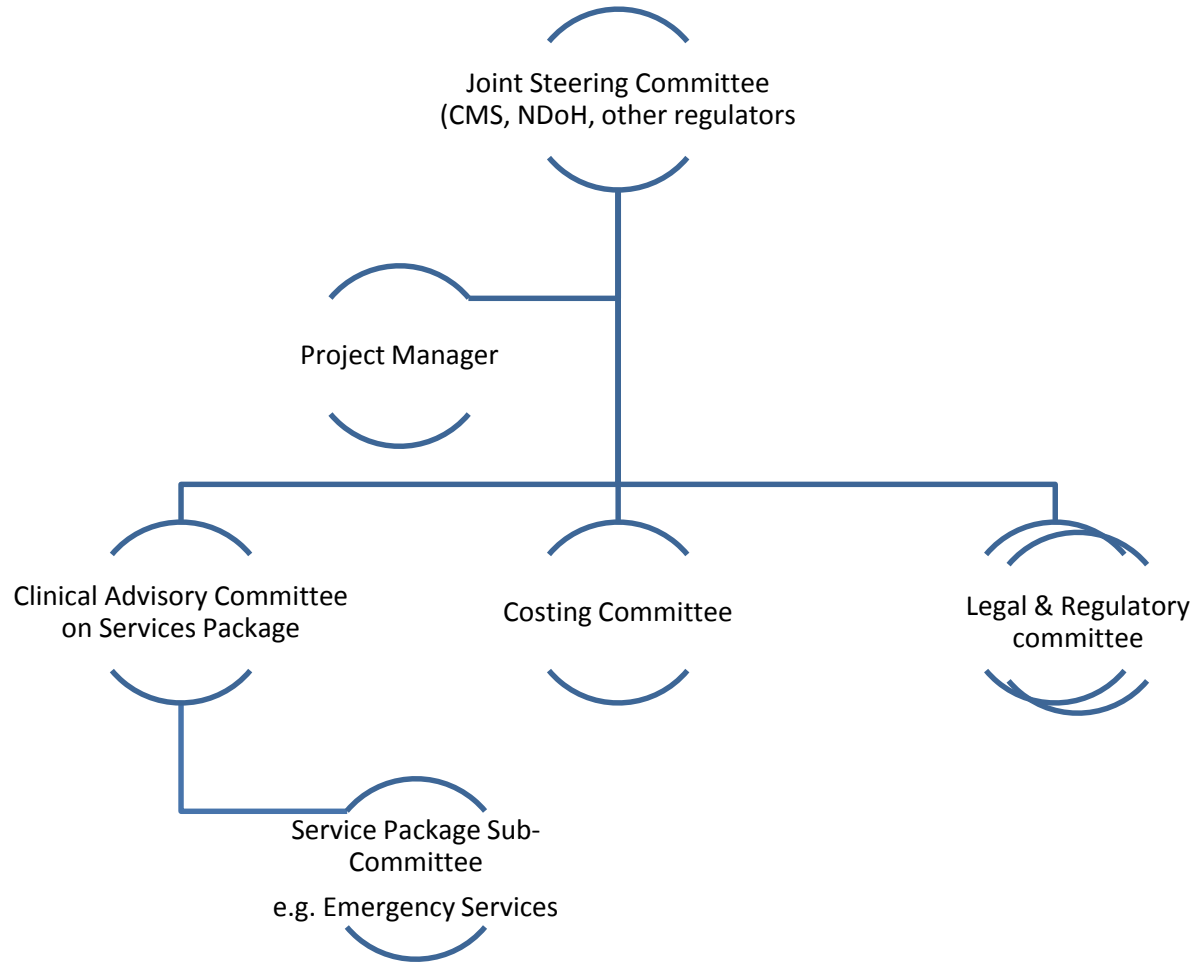 Joint Steering Committee
(CMS, NDoH, other regulators
Project Manager
Clinical Advisory Committee
on Services Package
Costing Committee
Legal & Regulatory
committee
Service Package Sub-
Committee
e.g. Emergency Services